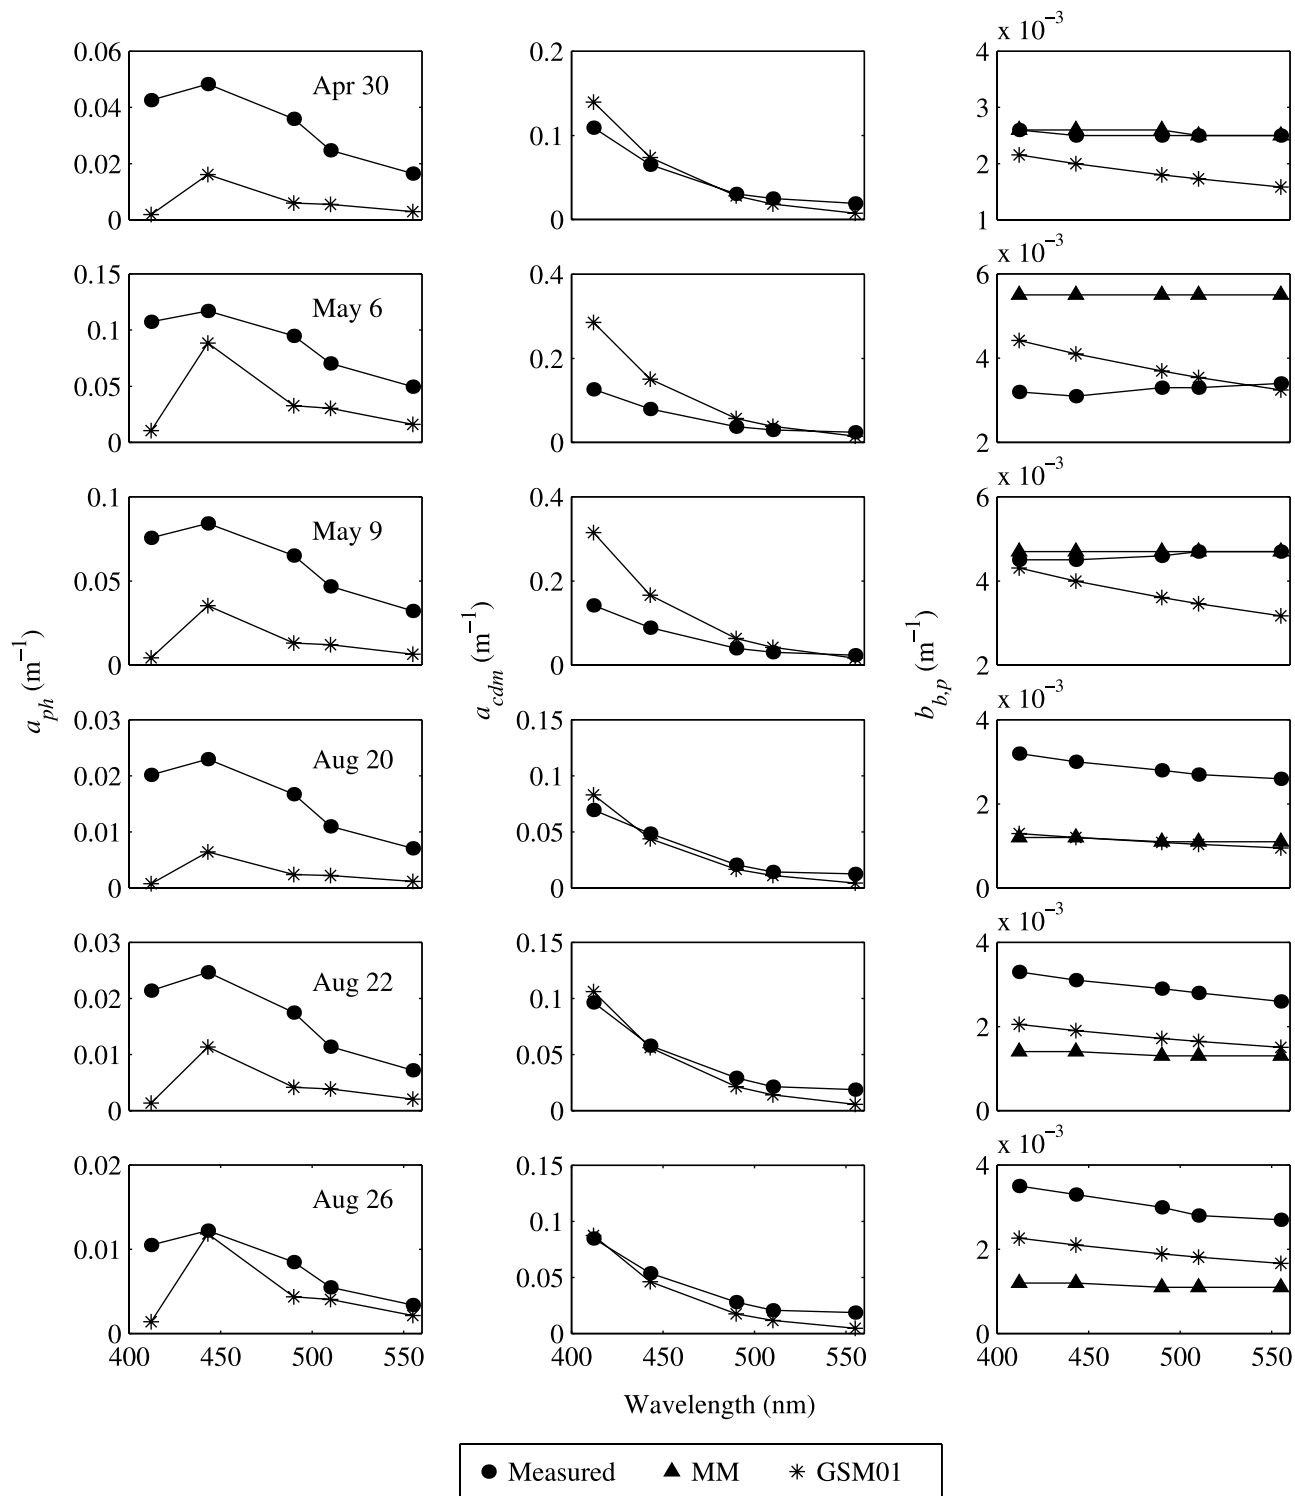 x 10⁻³
0.06 0.2 4
Apr 30
0.04 3
0.1
0.02 2
0 0 1
x 10⁻³
0.15 0.4 6
May 6
0.1
0.2 4
0.05
0 0 2
x 10⁻³
0.1 0.4 6
May 9
0.05 0.2 4
0 0 2
a_ph (m⁻¹)
a_cdm (m⁻¹)
b_b,p (m⁻¹)
x 10⁻³
0.03 0.15 4
Aug 20
0.02 0.1
2
0.01 0.05
0 0 0
x 10⁻³
0.03 0.15 4
Aug 22
0.02 0.1
2
0.01 0.05
0 0 0
x 10⁻³
0.02 0.15 4
Aug 26
0.1
0.01 2
0.05
0 0 0
400 450 500 550 400 450 500 550 400 450 500 550
Wavelength (nm)
Measured MM GSM01